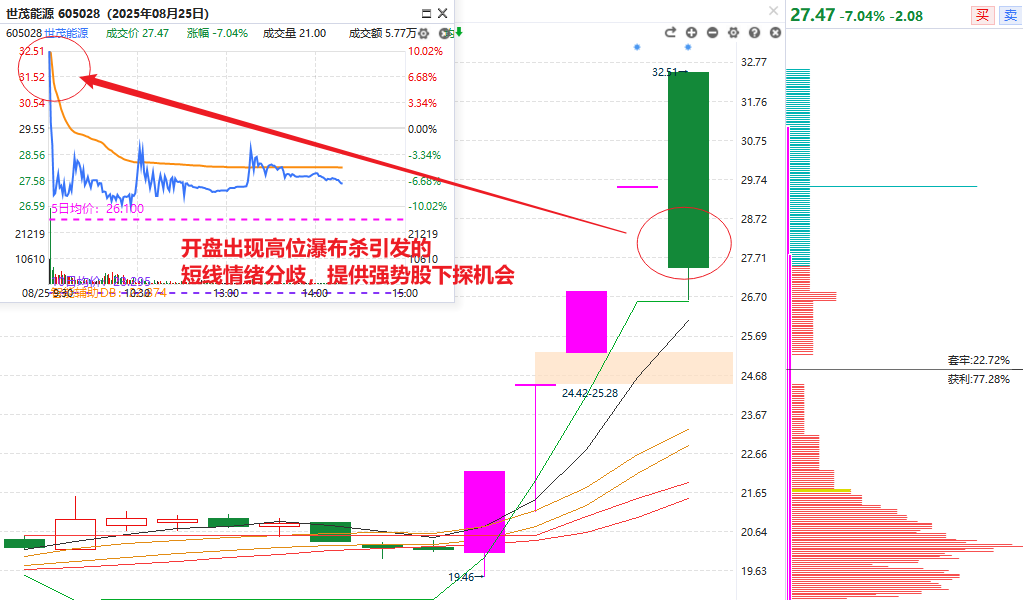 世茂能源 605028（2025年08月25日）
605028 世茂能源 成交价 27.47 涨幅 -7.04% 成交量 21.00 成交额 5.77万
27.47 -7.04% -2.08 买 卖
32.51 10.02%
31.52 6.68%
30.54 3.34%
29.55 0.00%
28.56 -3.34%
27.58 -6.68%
26.59 -10.02%
5日均价：26.100
21219 21219
10610 10610
08/25 9:30 10:30 13:00 14:00 15:00
开盘出现高位瀑布杀引发的
短线情绪分歧，提供强势股下探机会
32.51
24.42-25.28
19.46
32.77
31.76
30.75
29.74
28.72
27.71
26.70
25.69
24.68
23.67
22.66
21.65
20.64
19.63
套牢:22.72%
获利:77.28%